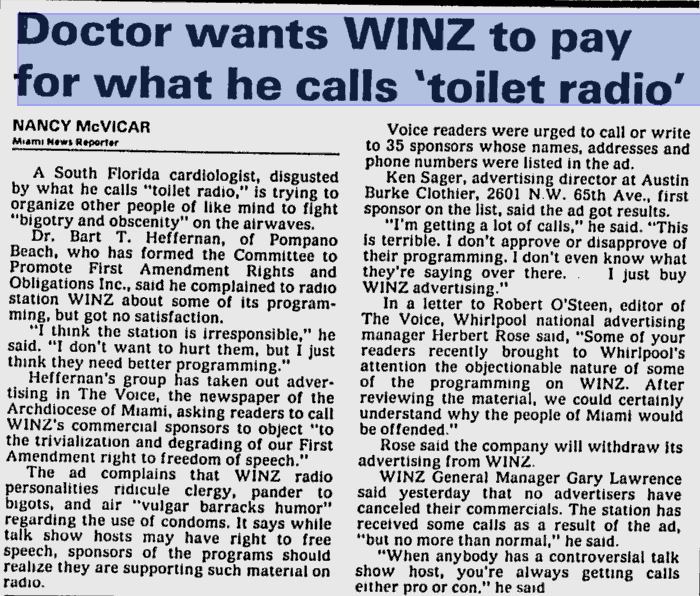 Doctor wants WINZ to pay
for what he calls 'toilet radio'
NANCY McVICAR
Miami News Reporter
A South Florida cardiologist, disgusted
by what he calls "toilet radio," is trying to
organize other people of like mind to fight
"bigotry and obscenity" on the airwaves.
Dr. Bart T. Heffernan, of Pompano
Beach, who has formed the Committee to
Promote First Amendment Rights and
Obligations Inc., said he complained to radio
station WINZ about some of its program-
ming, but got no satisfaction.
"I think the station is irresponsible," he
said. "I don't want to hurt them, but I just
think they need better programming."
Heffernan's group has taken out adver-
tising in The Voice, the newspaper of the
Archdiocese of Miami, asking readers to call
WINZ's commercial sponsors to object "to
the trivialization and degrading of our First
Amendment right to freedom of speech."
The ad complains that WINZ radio
personalities ridicule clergy, pander to
bigots, and air "vulgar barracks humor"
regarding the use of condoms. It says while
talk show hosts may have right to free
speech, sponsors of the programs should
realize they are supporting such material on
radio.
Voice readers were urged to call or write
to 35 sponsors whose names, addresses and
phone numbers were listed in the ad.
Ken Sager, advertising director at Austin
Burke Clothier, 2601 N.W. 65th Ave., first
sponsor on the list, said the ad got results.
"I'm getting a lot of calls," he said. "This
is terrible. I don't approve or disapprove of
their programming. I don't even know what
they're saying over there. . I just buy
WINZ advertising."
In a letter to Robert O'Steen, editor of
The Voice, Whirlpool national advertising
manager Herbert Rose said, "Some of your
readers recently brought to Whirlpool's
attention the objectionable nature of some
of the programming on WINZ. After
reviewing the material, we could certainly
understand why the people of Miami would
be offended."
Rose said the company will withdraw its
advertising from WINZ.
WINZ General Manager Gary Lawrence
said yesterday that no advertisers have
canceled their commercials. The station has
received some calls as a result of the ad,
"but no more than normal," he said.
"When anybody has a controversial talk
show host, you're always getting calls
either pro or con," he said